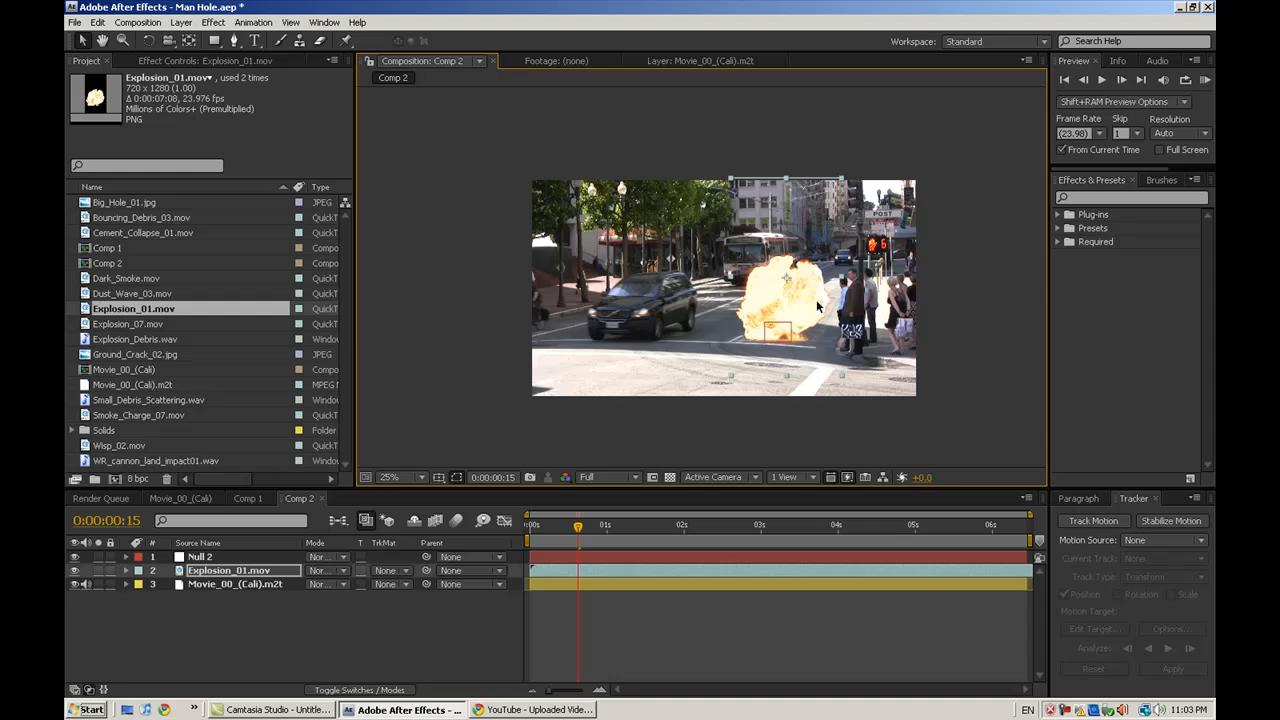 Adobe After Effects - Man Hole.aep *
File Edit Composition Layer Effect Animation View Window Help
Workspace: Standard
Search Help
Project Effect Controls: Explosion_01.mov
Composition: Comp 2 Footage: (none) Layer: Movie_00_(Cali).m2t
Preview Info Audio
Explosion_01.mov , used 2 times
720 x 1280 (1.00)
Δ 0:00:07:08, 23.976 fps
Millions of Colors+ (Premultiplied)
PNG
Comp 2
Shift+RAM Preview Options
Frame Rate Skip Resolution
(23.98) 1 Auto
From Current Time Full Screen
Effects & Presets Brushes
Plug-ins
Presets
Required
Name Type
Big_Hole_01.jpg JPEG
Bouncing_Debris_03.mov QuickT
Cement_Collapse_01.mov QuickT
Comp 1 Compo
Comp 2 Compo
Dark_Smoke.mov QuickT
Dust_Wave_03.mov QuickT
Explosion_01.mov QuickT
Explosion_07.mov QuickT
Explosion_Debris.wav Window
Ground_Crack_02.jpg JPEG
Movie_00_(Cali) Compo
Movie_00_(Cali).m2t MPEG M
Small_Debris_Scattering.wav Window
Smoke_Charge_07.mov QuickT
Solids Folder
Wisp_02.mov QuickT
WR_cannon_land_impact01.wav Window
8 bpc
POST
6
25% 0:00:00:15 Full Active Camera 1 View +0.0
Render Queue Movie_00_(Cali) Comp 1 Comp 2
0:00:00:15
:00s 01s 02s 03s 04s 05s 06s
# Source Name Mode T TrkMat Parent
1 Null 2 Nor... None
2 Explosion_01.mov Nor... None None
3 Movie_00_(Cali).m2t Nor... None None
Toggle Switches / Modes
Paragraph Tracker
Track Motion Stabilize Motion
Motion Source: None
Current Track:
Track Type: Transform
Position Rotation Scale
Motion Target:
Edit Target... Options...
Analyze:
Reset Apply
Start Camtasia Studio - Untitle... Adobe After Effects - ... YouTube - Uploaded Vide... EN 11:03 PM